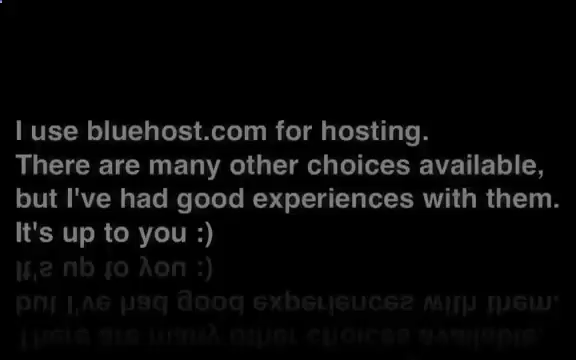 I use bluehost.com for hosting.
There are many other choices available,
but I've had good experiences with them.
It's up to you :)